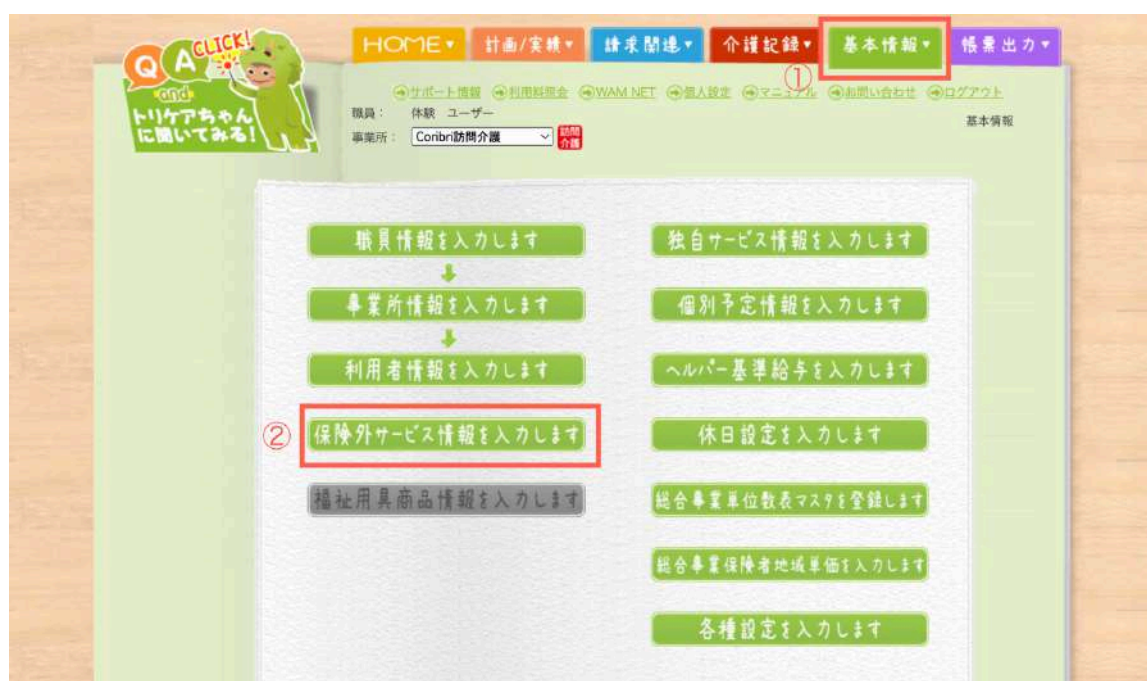 CLICK!
Q A
and
トリケアちゃん
に聞いてみる!
HOME▼ 計画/実績▼ 請求関連▼ 介護記録▼ 基本情報▼ 帳票出力▼
①
サポート情報 利用料照会 WAM NET 個人設定 マニュアル お問い合わせ ログアウト
職員: 体験 ユーザー
基本情報
事業所: Coribri訪問介護 訪問介護
職員情報を入力します
事業所情報を入力します
利用者情報を入力します
② 保険外サービス情報を入力します
福祉用具商品情報を入力します
独自サービス情報を入力します
個別予定情報を入力します
ヘルパー基準給与を入力します
休日設定を入力します
総合事業単位数表マスタを登録します
総合事業保険者地域単価を入力します
各種設定を入力します